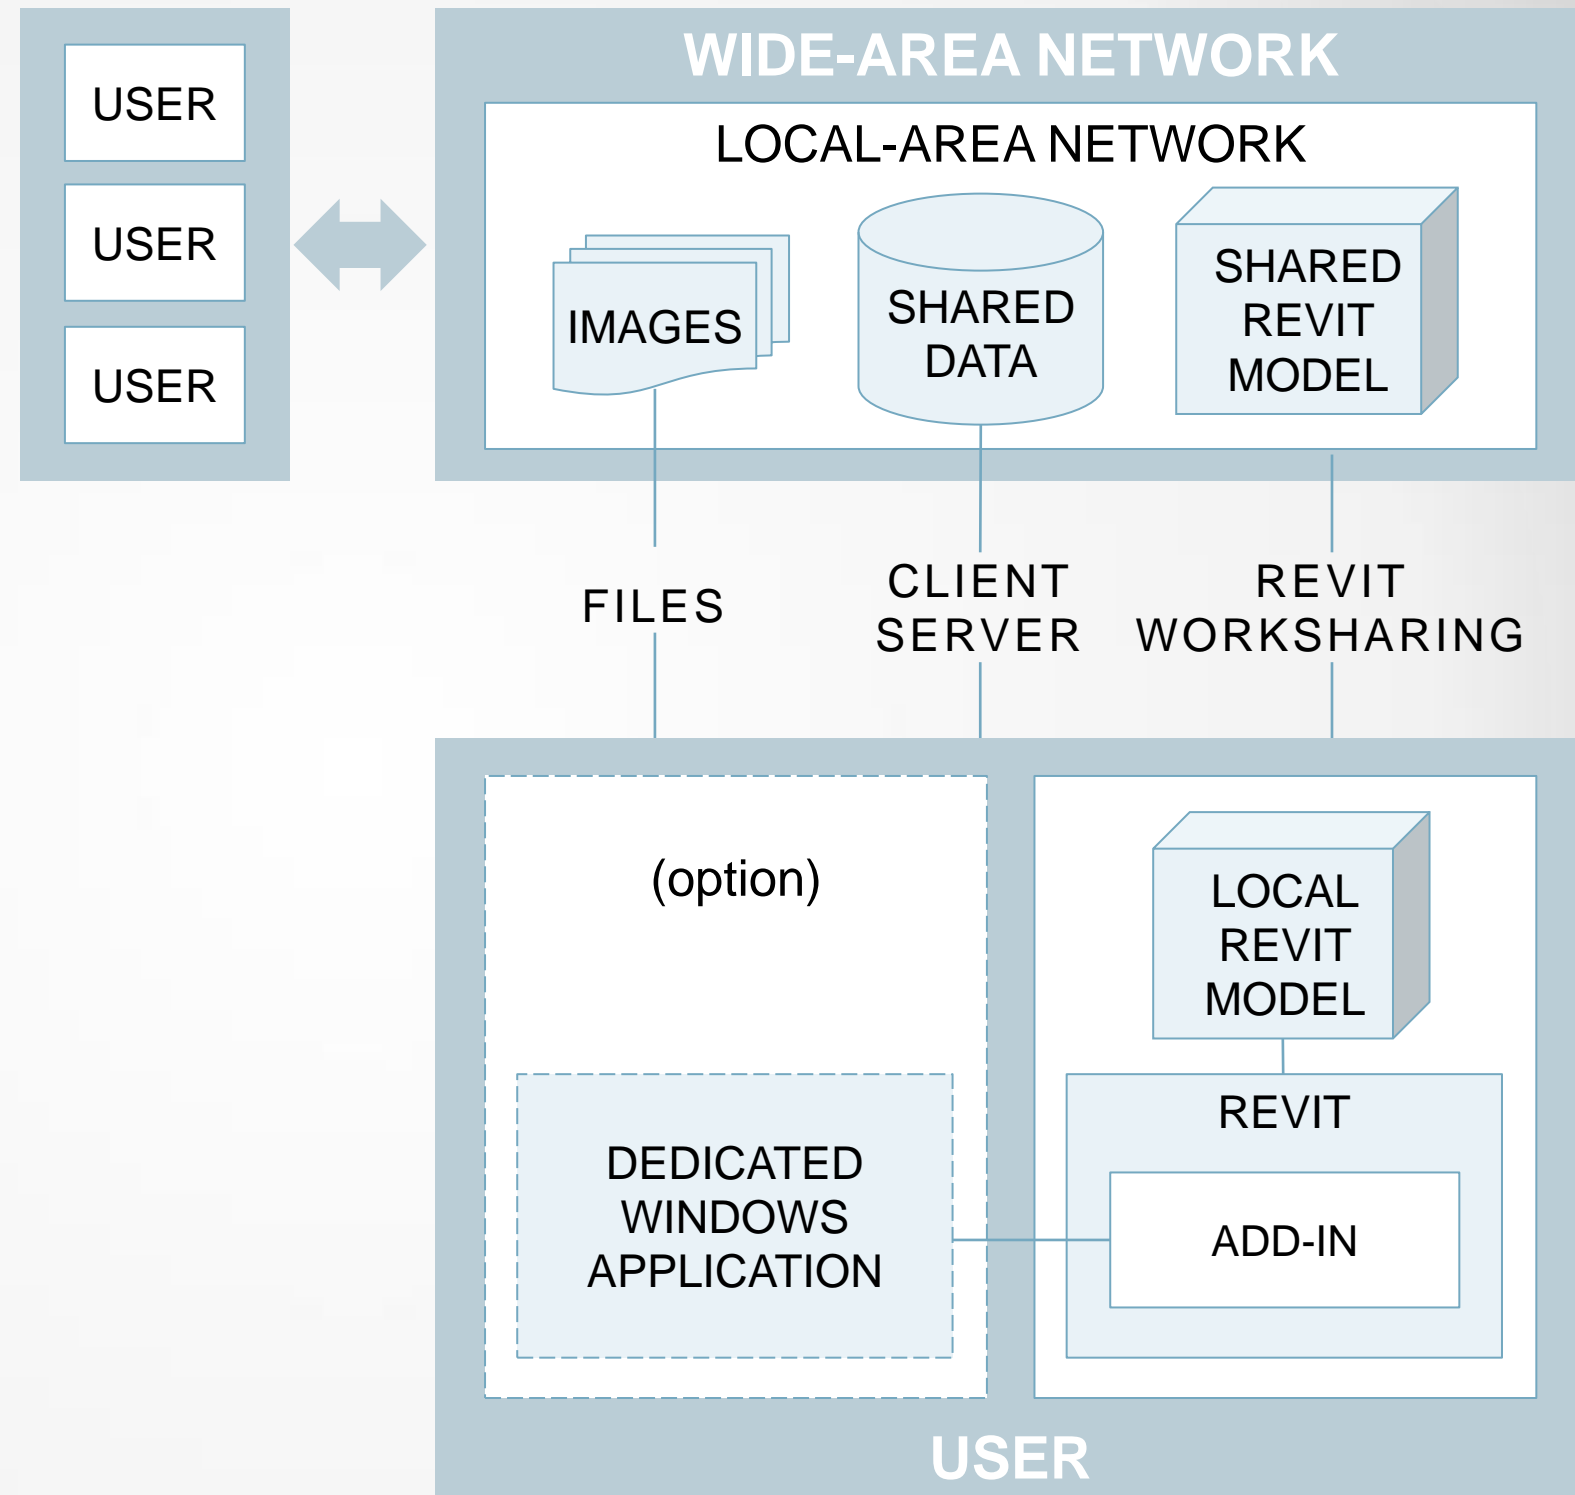 USER
USER
USER
WIDE-AREA NETWORK
LOCAL-AREA NETWORK
IMAGES
SHARED
DATA
SHARED
REVIT
MODEL
FILES
CLIENT
SERVER
REVIT
WORKSHARING
(option)
DEDICATED
WINDOWS
APPLICATION
LOCAL
REVIT
MODEL
REVIT
ADD-IN
USER